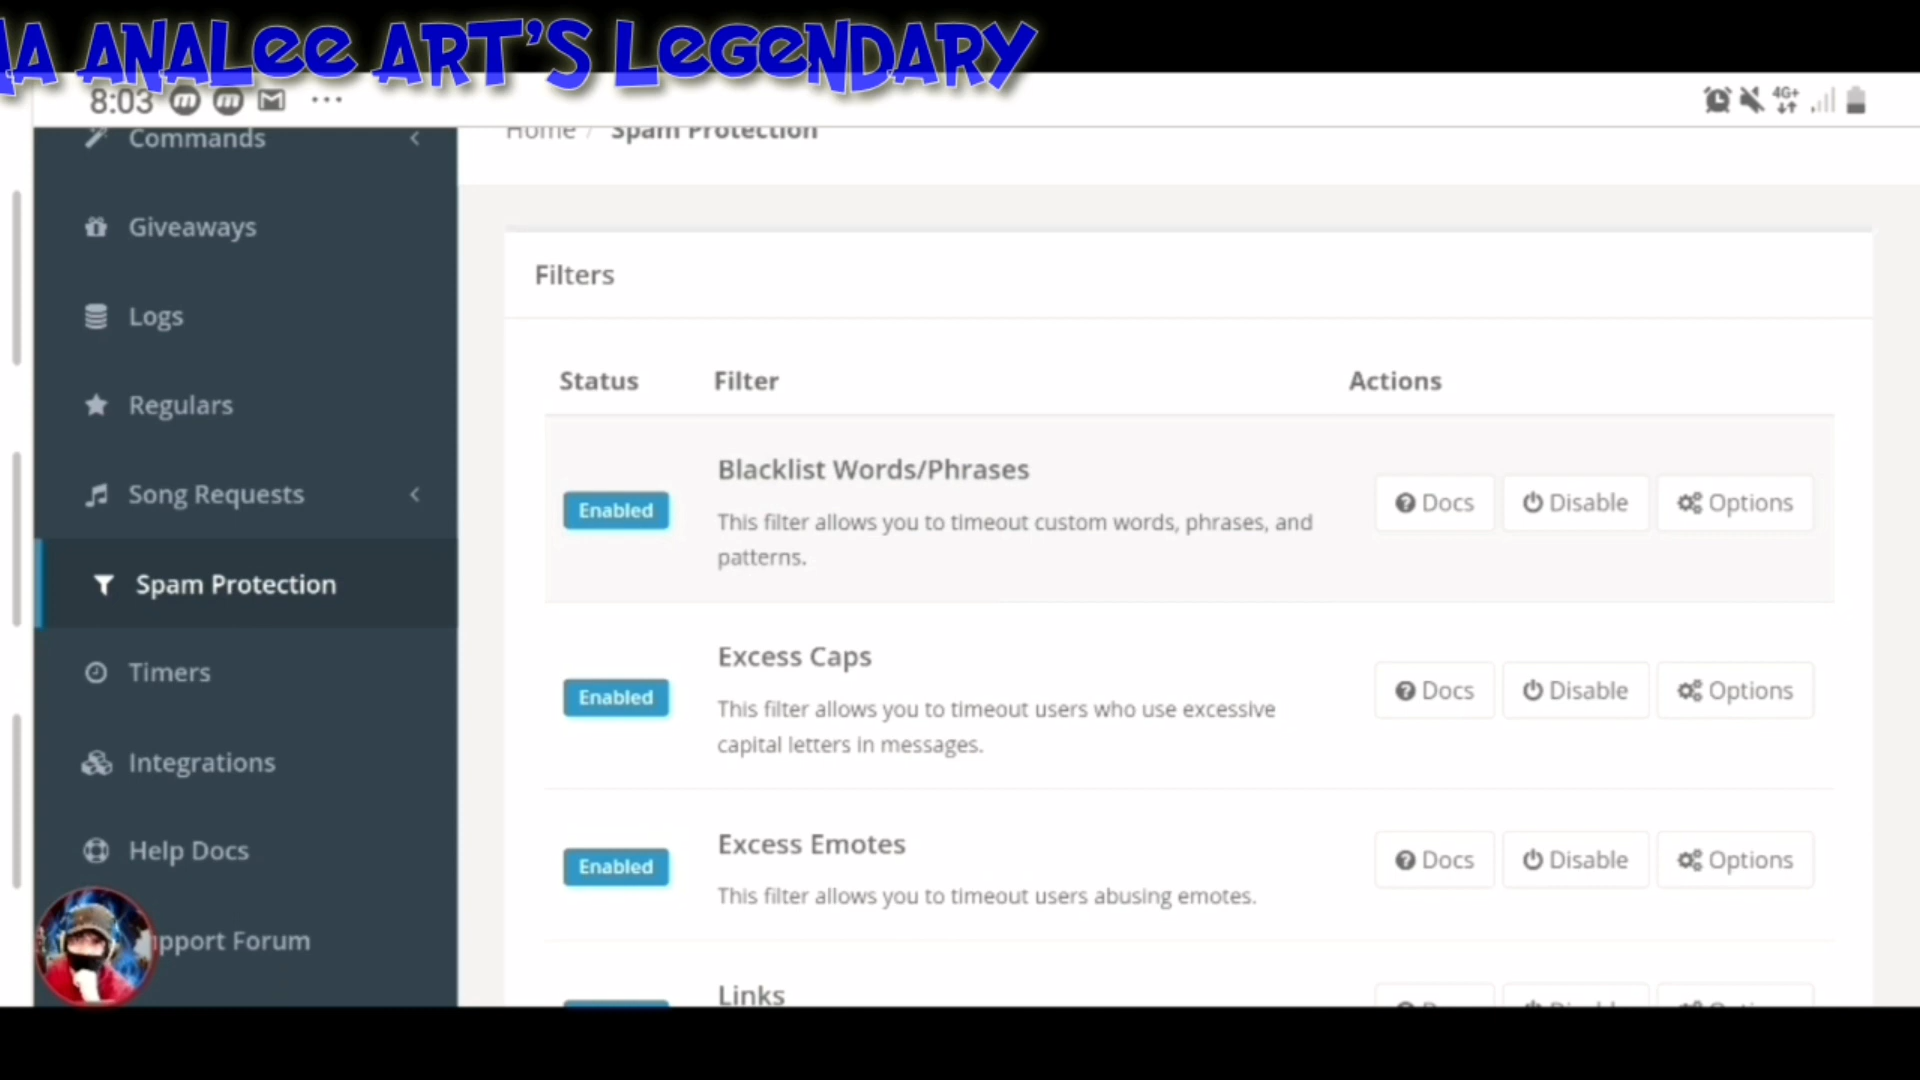 ANALee ART'S LegeNDARY
8:03
4G+
Commands
Home / Spam Protection
Giveaways
Logs
Regulars
Song Requests
Spam Protection
Timers
Integrations
Help Docs
pport Forum
Filters
Status Filter Actions
Blacklist Words/Phrases
Enabled
This filter allows you to timeout custom words, phrases, and
patterns.
Docs Disable Options
Excess Caps
Enabled
This filter allows you to timeout users who use excessive
capital letters in messages.
Docs Disable Options
Excess Emotes
Enabled
This filter allows you to timeout users abusing emotes.
Docs Disable Options
Links